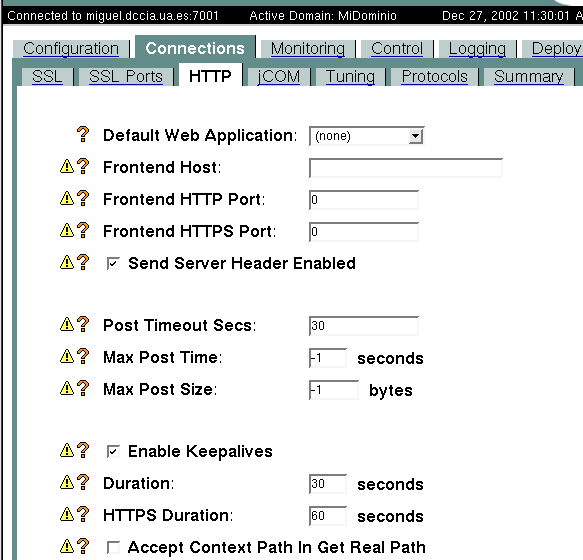 Connected to miguel.dccia.ua.es:7001 Active Domain: MiDominio Dec 27, 2002 11:30:01 A
Configuration Connections Monitoring Control Logging Deploy
SSL SSL Ports HTTP jCOM Tuning Protocols Summary
? Default Web Application: (none)
? Frontend Host:
? Frontend HTTP Port: 0
? Frontend HTTPS Port: 0
? Send Server Header Enabled
? Post Timeout Secs: 30
? Max Post Time: -1 seconds
? Max Post Size: -1 bytes
? Enable Keepalives
? Duration: 30 seconds
? HTTPS Duration: 60 seconds
? Accept Context Path In Get Real Path